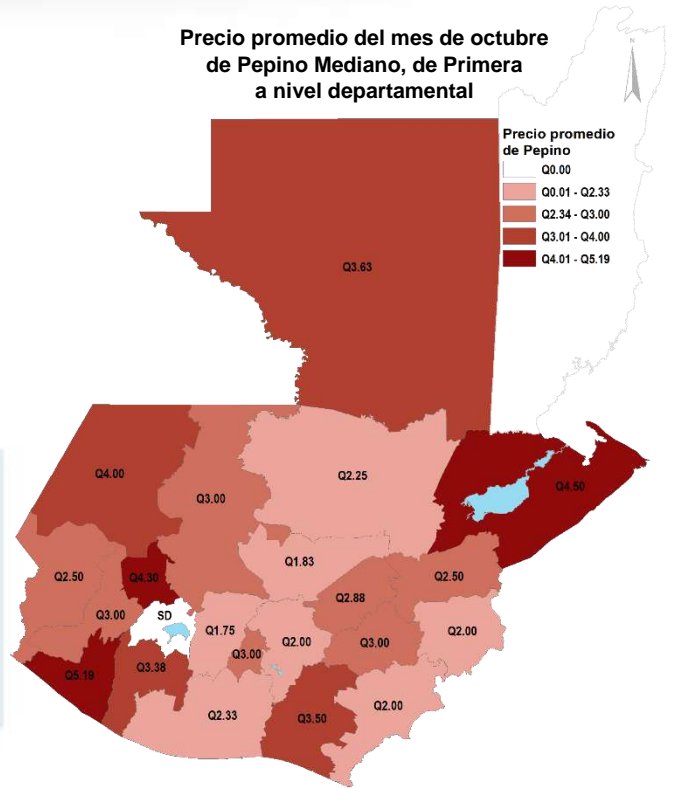 Precio promedio del mes de octubre
de Pepino Mediano, de Primera
a nivel departamental
N
Precio promedio
de Pepino
Q0.00
Q0.01 - Q2.33
Q2.34 - Q3.00
Q3.01 - Q4.00
Q4.01 - Q5.19
Q3.63
Q4.00
Q3.00
Q2.25
Q4.50
Q2.50
Q4.30
Q1.83
Q2.50
Q3.00
SD
Q2.88
Q1.75
Q3.00
Q2.00
Q3.00
Q2.00
Q5.19
Q3.38
Q2.33
Q3.50
Q2.00